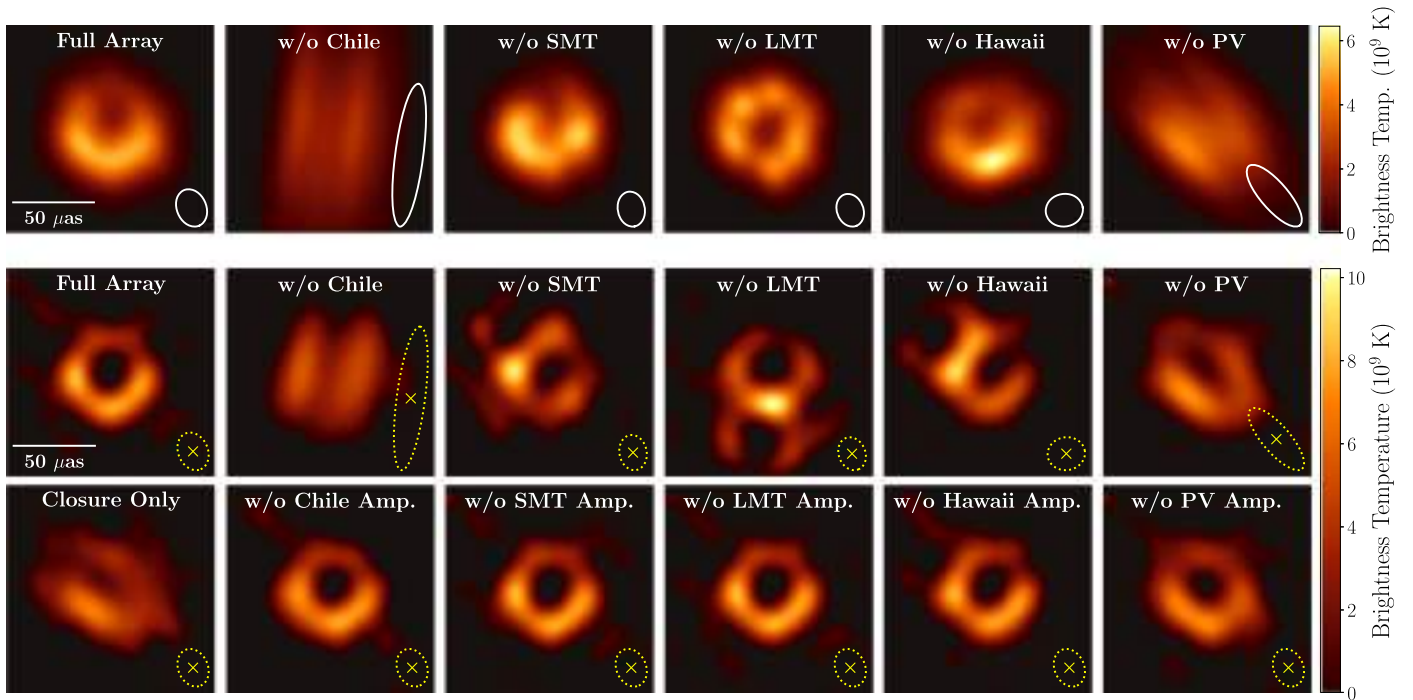 Full Array
w/o Chile
w/o SMT
w/o LMT
w/o Hawaii
w/o PV
50 μas
6
4
2
0
Brightness Temp. (10⁹ K)
Full Array
w/o Chile
w/o SMT
w/o LMT
w/o Hawaii
w/o PV
50 μas
Closure Only
w/o Chile Amp.
w/o SMT Amp.
w/o LMT Amp.
w/o Hawaii Amp.
w/o PV Amp.
10
8
6
4
2
0
Brightness Temperature (10⁹ K)